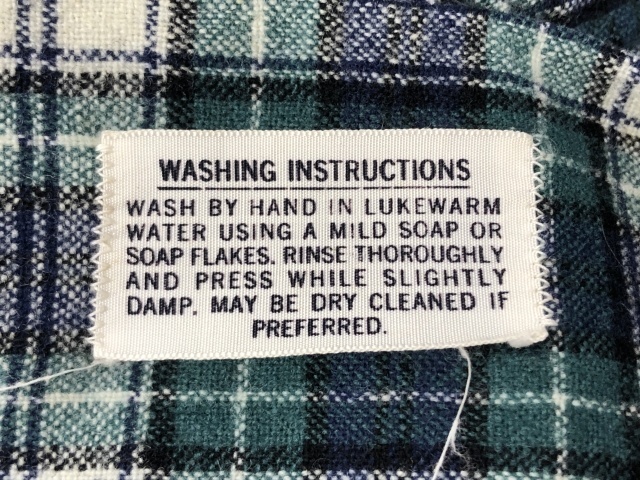 WASHING INSTRUCTIONS
WASH BY HAND IN LUKEWARM
WATER USING A MILD SOAP OR
SOAP FLAKES. RINSE THOROUGHLY
AND PRESS WHILE SLIGHTLY
DAMP. MAY BE DRY CLEANED IF
PREFERRED.